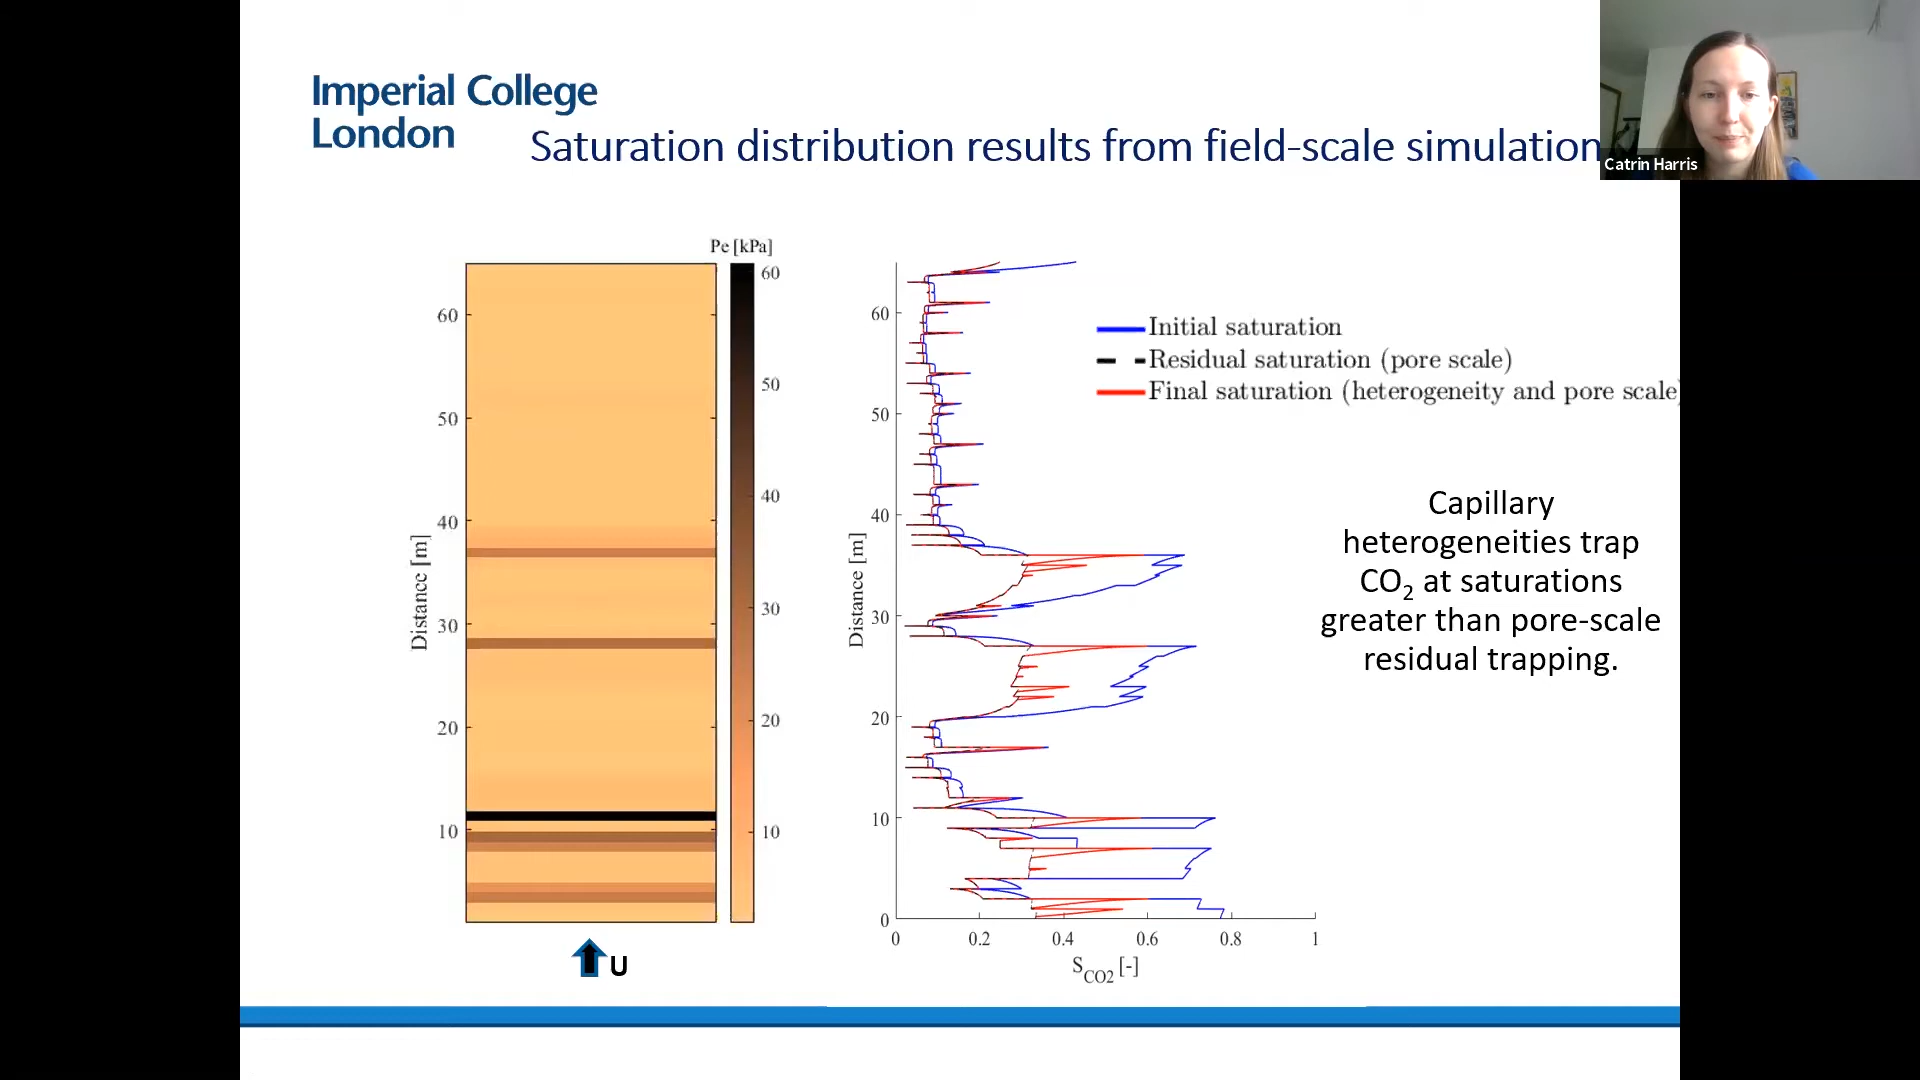 Imperial College
London
Saturation distribution results from field-scale simulation
Catrin Harris
Pe [kPa]
60
50
40
30
20
10
60
50
40
30
20
10
Distance [m]
U
60
50
40
30
20
10
0
Distance [m]
0 0.2 0.4 0.6 0.8 1
S_CO2 [-]
Initial saturation
Residual saturation (pore scale)
Final saturation (heterogeneity and pore scale)
Capillary
heterogeneities trap
CO₂ at saturations
greater than pore-scale
residual trapping.